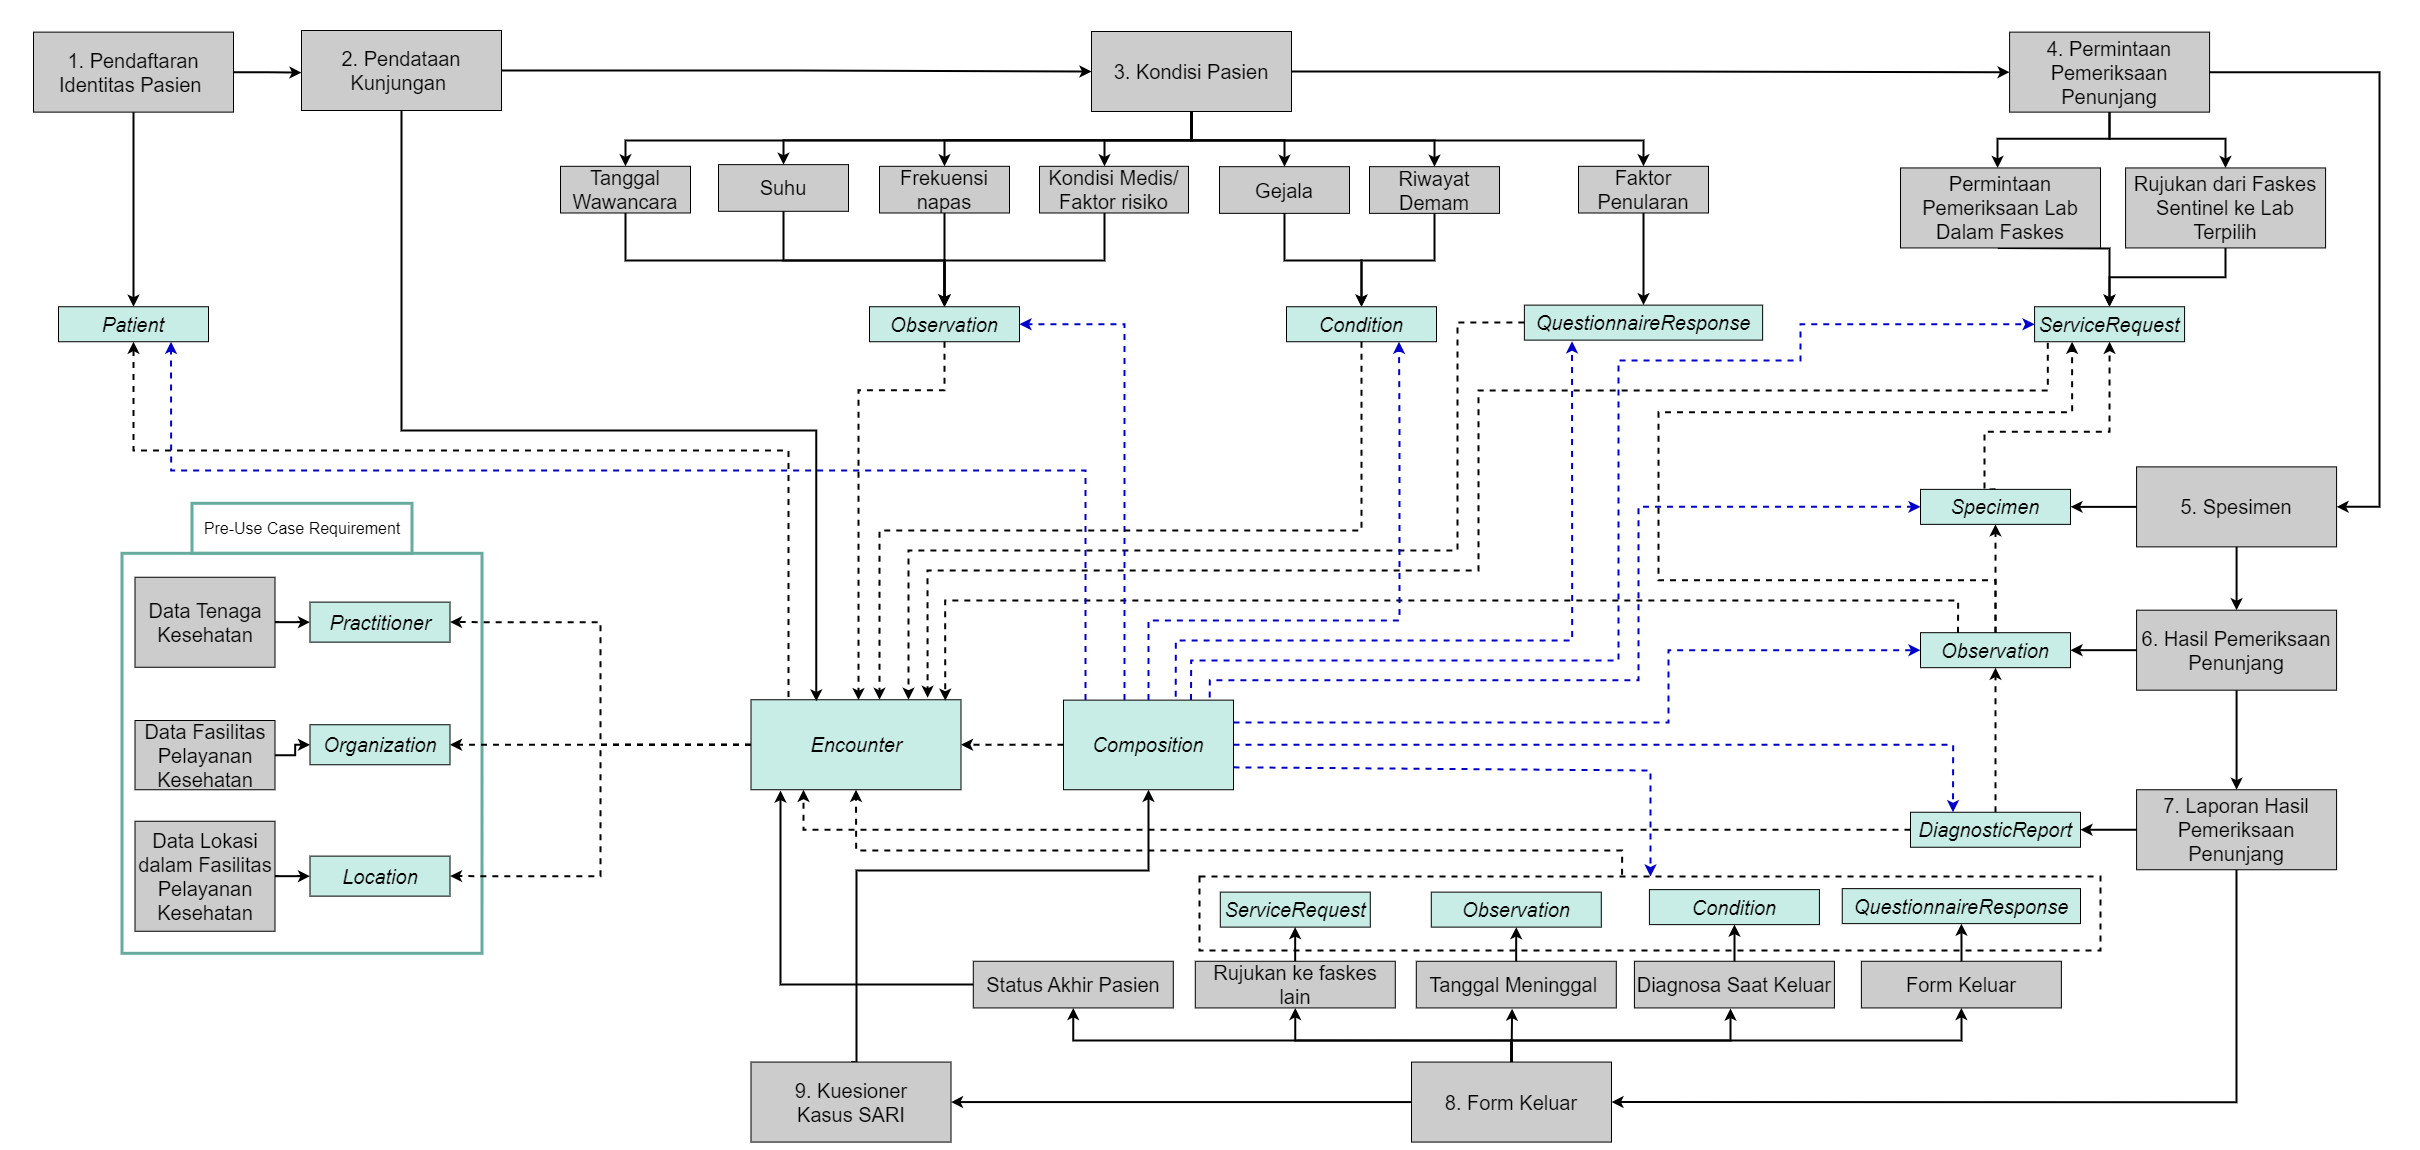 1. Pendaftaran
Identitas Pasien
2. Pendataan
Kunjungan
3. Kondisi Pasien
4. Permintaan
Pemeriksaan
Penunjang
Tanggal
Wawancara
Suhu
Frekuensi
napas
Kondisi Medis/
Faktor risiko
Gejala
Riwayat
Demam
Faktor
Penularan
Permintaan
Pemeriksaan Lab
Dalam Faskes
Rujukan dari Faskes
Sentinel ke Lab
Terpilih
Patient
Observation
Condition
QuestionnaireResponse
ServiceRequest
Specimen
5. Spesimen
Pre-Use Case Requirement
Data Tenaga
Kesehatan
Practitioner
Observation
6. Hasil Pemeriksaan
Penunjang
Data Fasilitas
Pelayanan
Kesehatan
Organization
Encounter
Composition
DiagnosticReport
7. Laporan Hasil
Pemeriksaan
Penunjang
Data Lokasi
dalam Fasilitas
Pelayanan
Kesehatan
Location
ServiceRequest
Observation
Condition
QuestionnaireResponse
Status Akhir Pasien
Rujukan ke faskes
lain
Tanggal Meninggal
Diagnosa Saat Keluar
Form Keluar
9. Kuesioner
Kasus SARI
8. Form Keluar